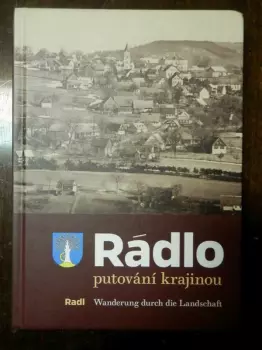 Rádlo
putování krajinou
Radl Wanderung durch die Landschaft